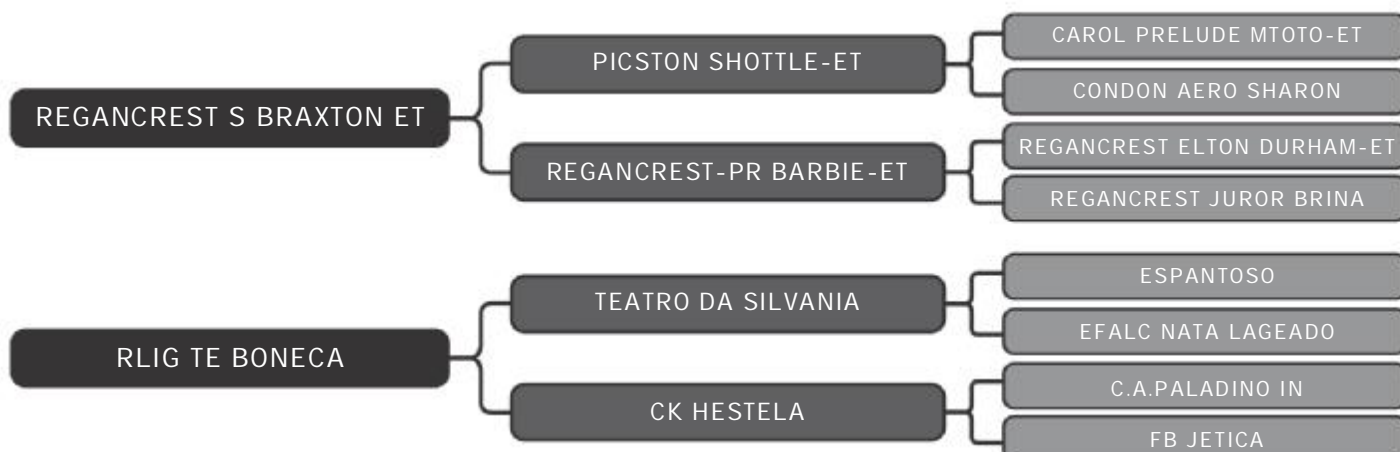 REGANCREST S BRAXTON ET
PICSTON SHOTTLE-ET
CAROL PRELUDE MTOTO-ET
CONDON AERO SHARON
REGANCREST-PR BARBIE-ET
REGANCREST ELTON DURHAM-ET
REGANCREST JUROR BRINA
RLIG TE BONECA
TEATRO DA SILVANIA
ESPANTOSO
EFALC NATA LAGEADO
CK HESTELA
C.A.PALADINO IN
FB JETICA